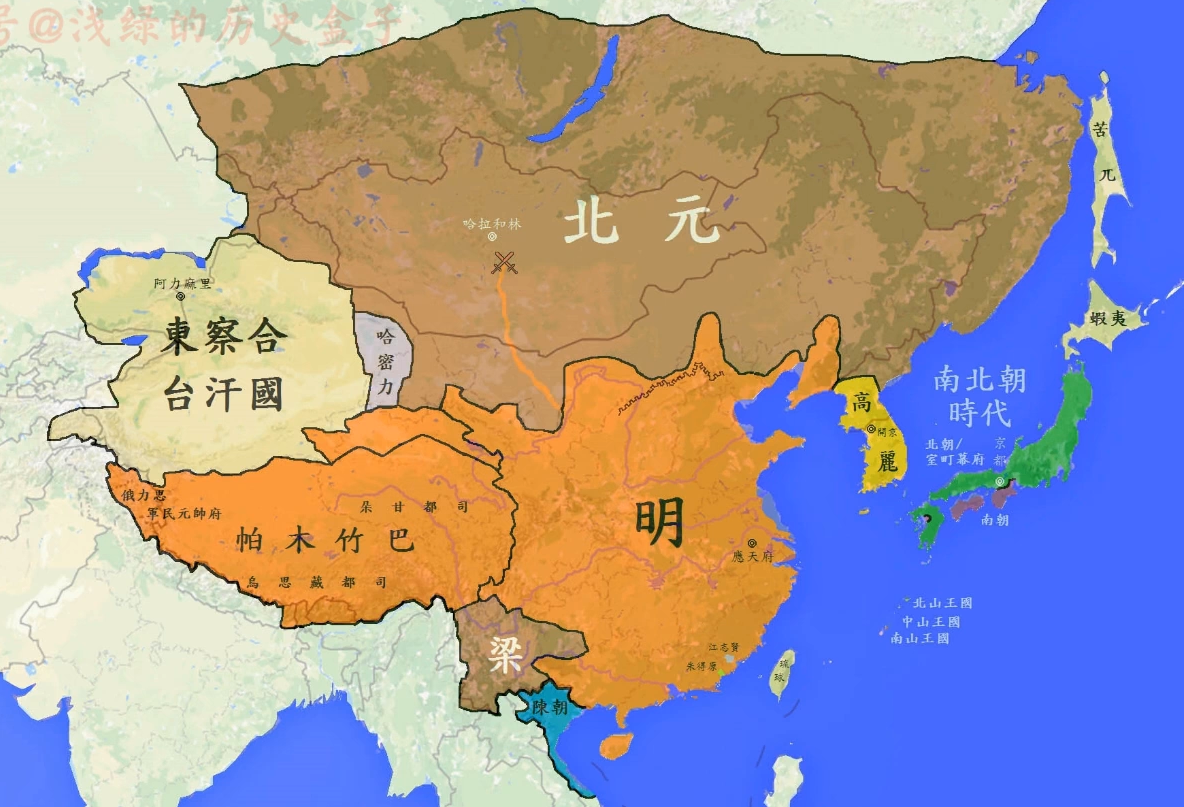 号@浅绿的历史盒子
北元
哈拉和林
苦兀
蝦夷
阿力麻里
東察合
台汗國
哈密力
高麗
開京
南北朝
時代
北朝/
室町幕府
京都
南朝
明
應天府
俄力思
軍民元帥府
朵甘都司
帕木竹巴
烏思藏都司
梁
陳朝
江志賢
朱得原
琉球
北山王國
中山王國
南山王國